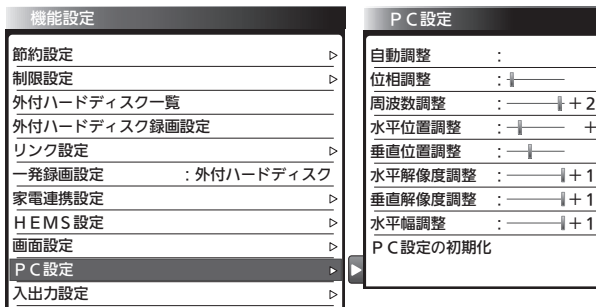 機能設定
節約設定
制限設定
外付ハードディスク一覧
外付ハードディスク録画設定
リンク設定
一発録画設定 :外付ハードディスク
家電連携設定
HEMS設定
画面設定
PC設定
入出力設定
PC設定
自動調整 :
位相調整 :
周波数調整 : +2
水平位置調整 : +
垂直位置調整 :
水平解像度調整 : +1
垂直解像度調整 : +1
水平幅調整 : +1
PC設定の初期化